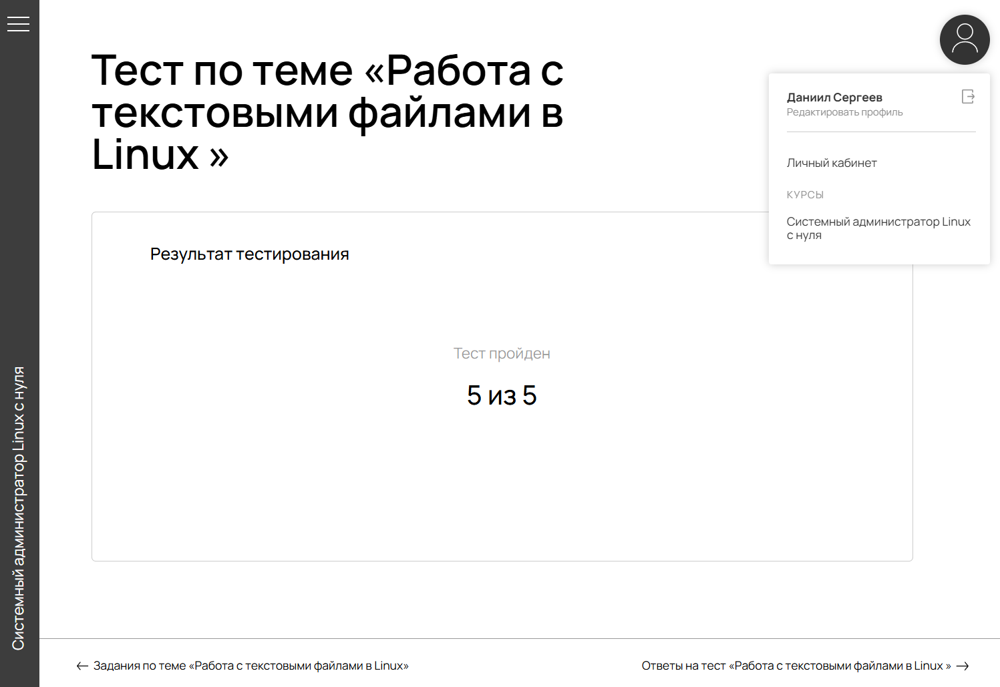 Тест по теме «Работа с
текстовыми файлами в
Linux »
Даниил Сергеев
Редактировать профиль
Личный кабинет
КУРСЫ
Системный администратор Linux
с нуля
Результат тестирования
Тест пройден
5 из 5
Системный администратор Linux с нуля
← Задания по теме «Работа с текстовыми файлами в Linux»
Ответы на тест «Работа с текстовыми файлами в Linux » →